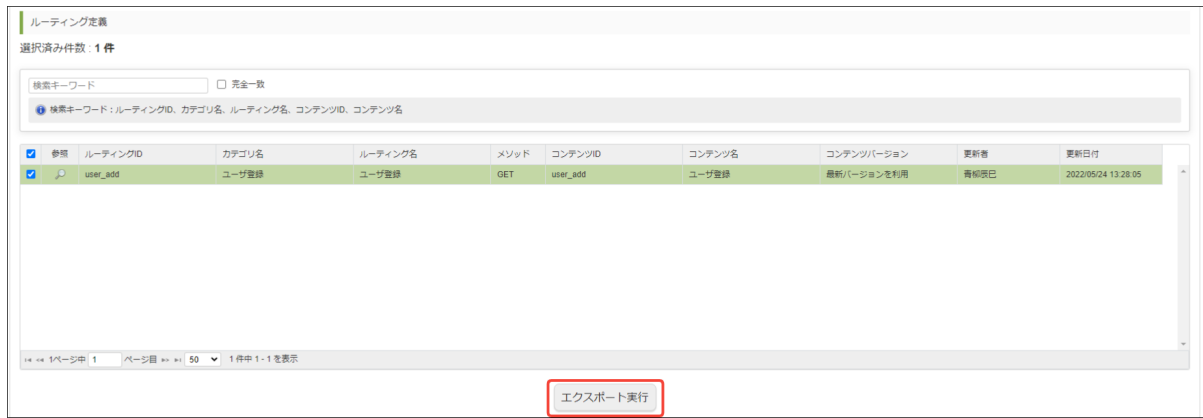 ルーティング定義
選択済み件数 : 1 件
検索キーワード 完全一致
検索キーワード : ルーティングID、カテゴリ名、ルーティング名、コンテンツID、コンテンツ名
参照 ルーティングID カテゴリ名 ルーティング名 メソッド コンテンツID コンテンツ名 コンテンツバージョン 更新者 更新日付
user_add ユーザ登録 ユーザ登録 GET user_add ユーザ登録 最新バージョンを利用 青柳辰巳 2022/05/24 13:28:05
1ページ中 1 ページ目 50 1 件中 1 - 1 を表示
エクスポート実行